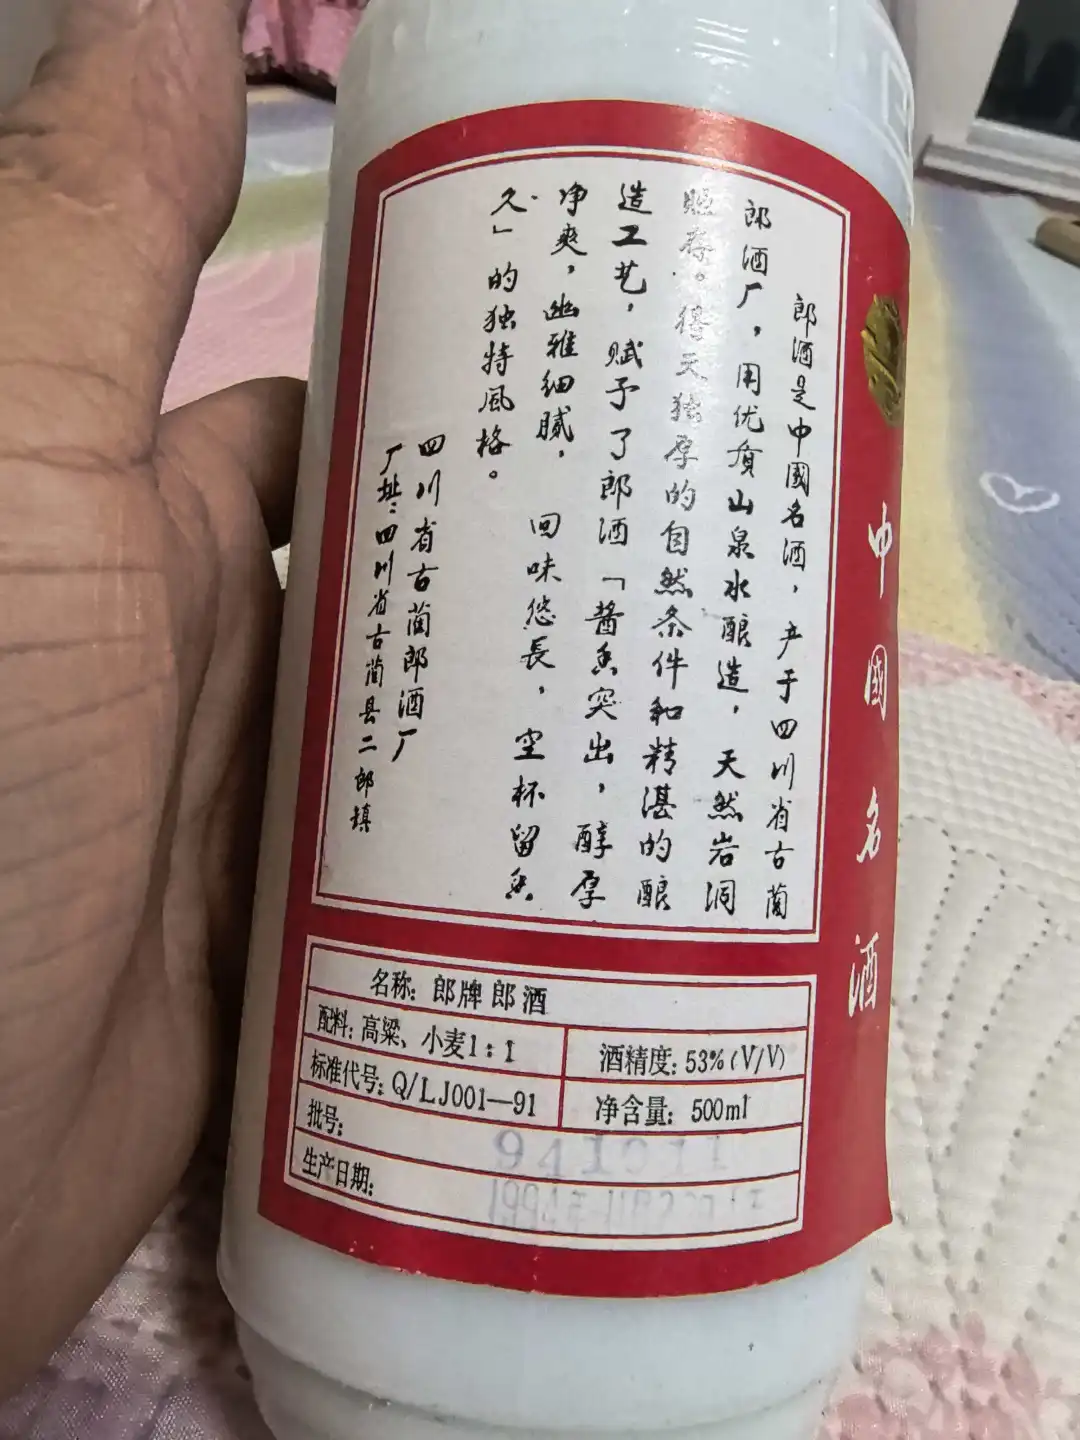 郎酒是中國名酒，产于四川省古蔺
郎酒厂，用优质山泉水酿造，天然岩洞
贮存。得天独厚的自然条件和精湛的酿
造工艺，赋予了郎酒「酱香突出，醇厚
净爽，幽雅细腻，回味悠長，空杯留香
久」的独特風格。
四川省古蔺郎酒厂
厂址：四川省古蔺县二郎镇
中國名酒
名称：郎牌郎酒
配料：高粱、小麦1：1
酒精度：53%(V/V)
标准代号：Q/LJ001—91
净含量：500ml
批号：
生产日期：1994年